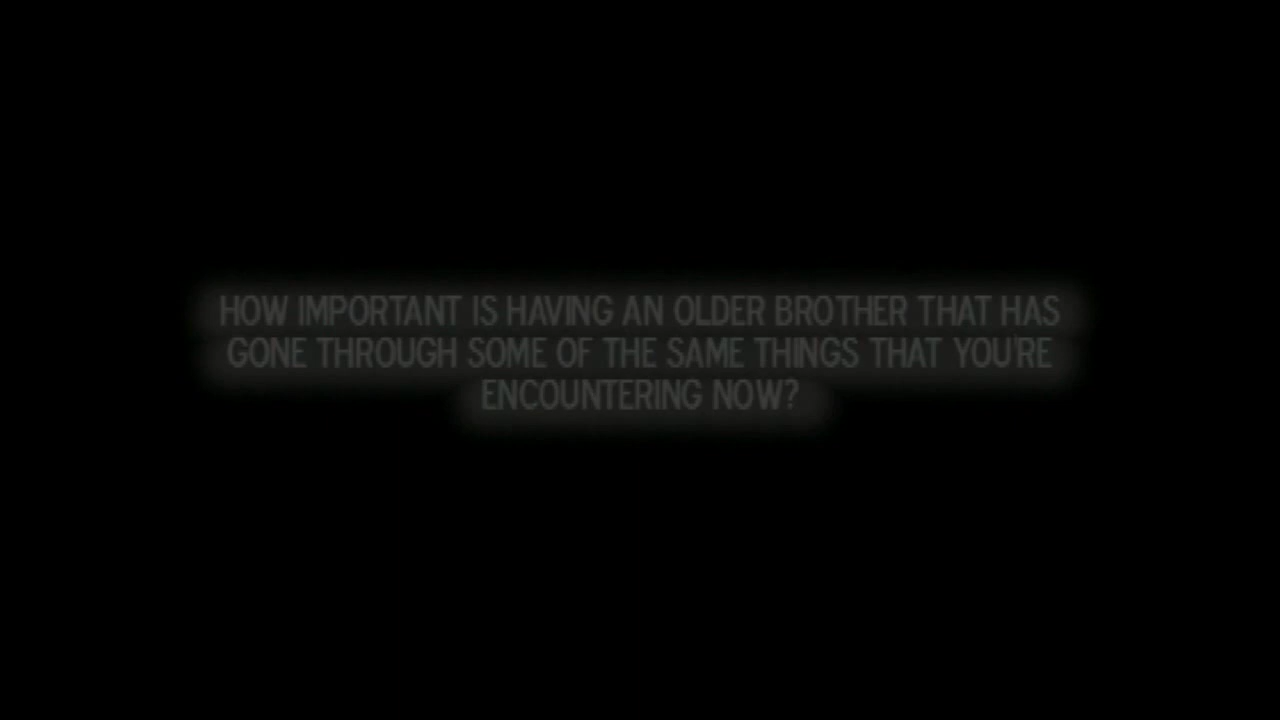 HOW IMPORTANT IS HAVING AN OLDER BROTHER THAT HAS
GONE THROUGH SOME OF THE SAME THINGS THAT YOU'RE
ENCOUNTERING NOW?